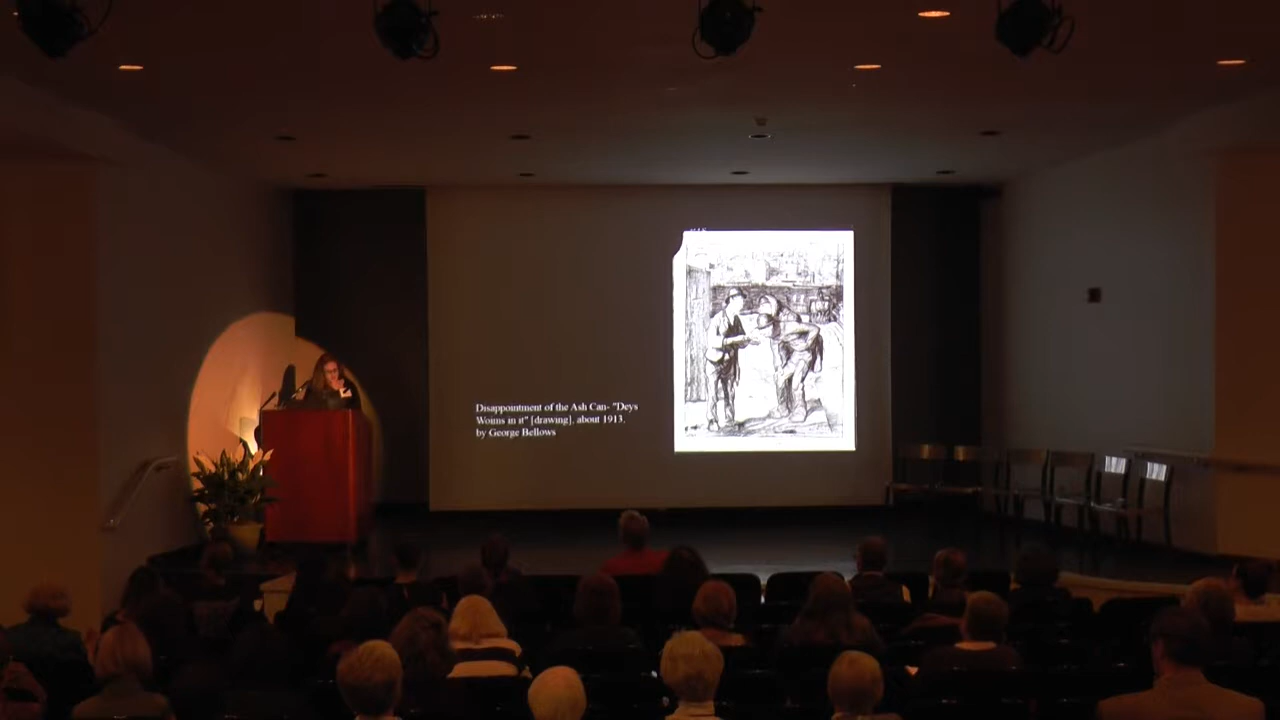 Disappointment of the Ash Can- "Deys
Woims in it" [drawing], about 1913,
by George Bellows